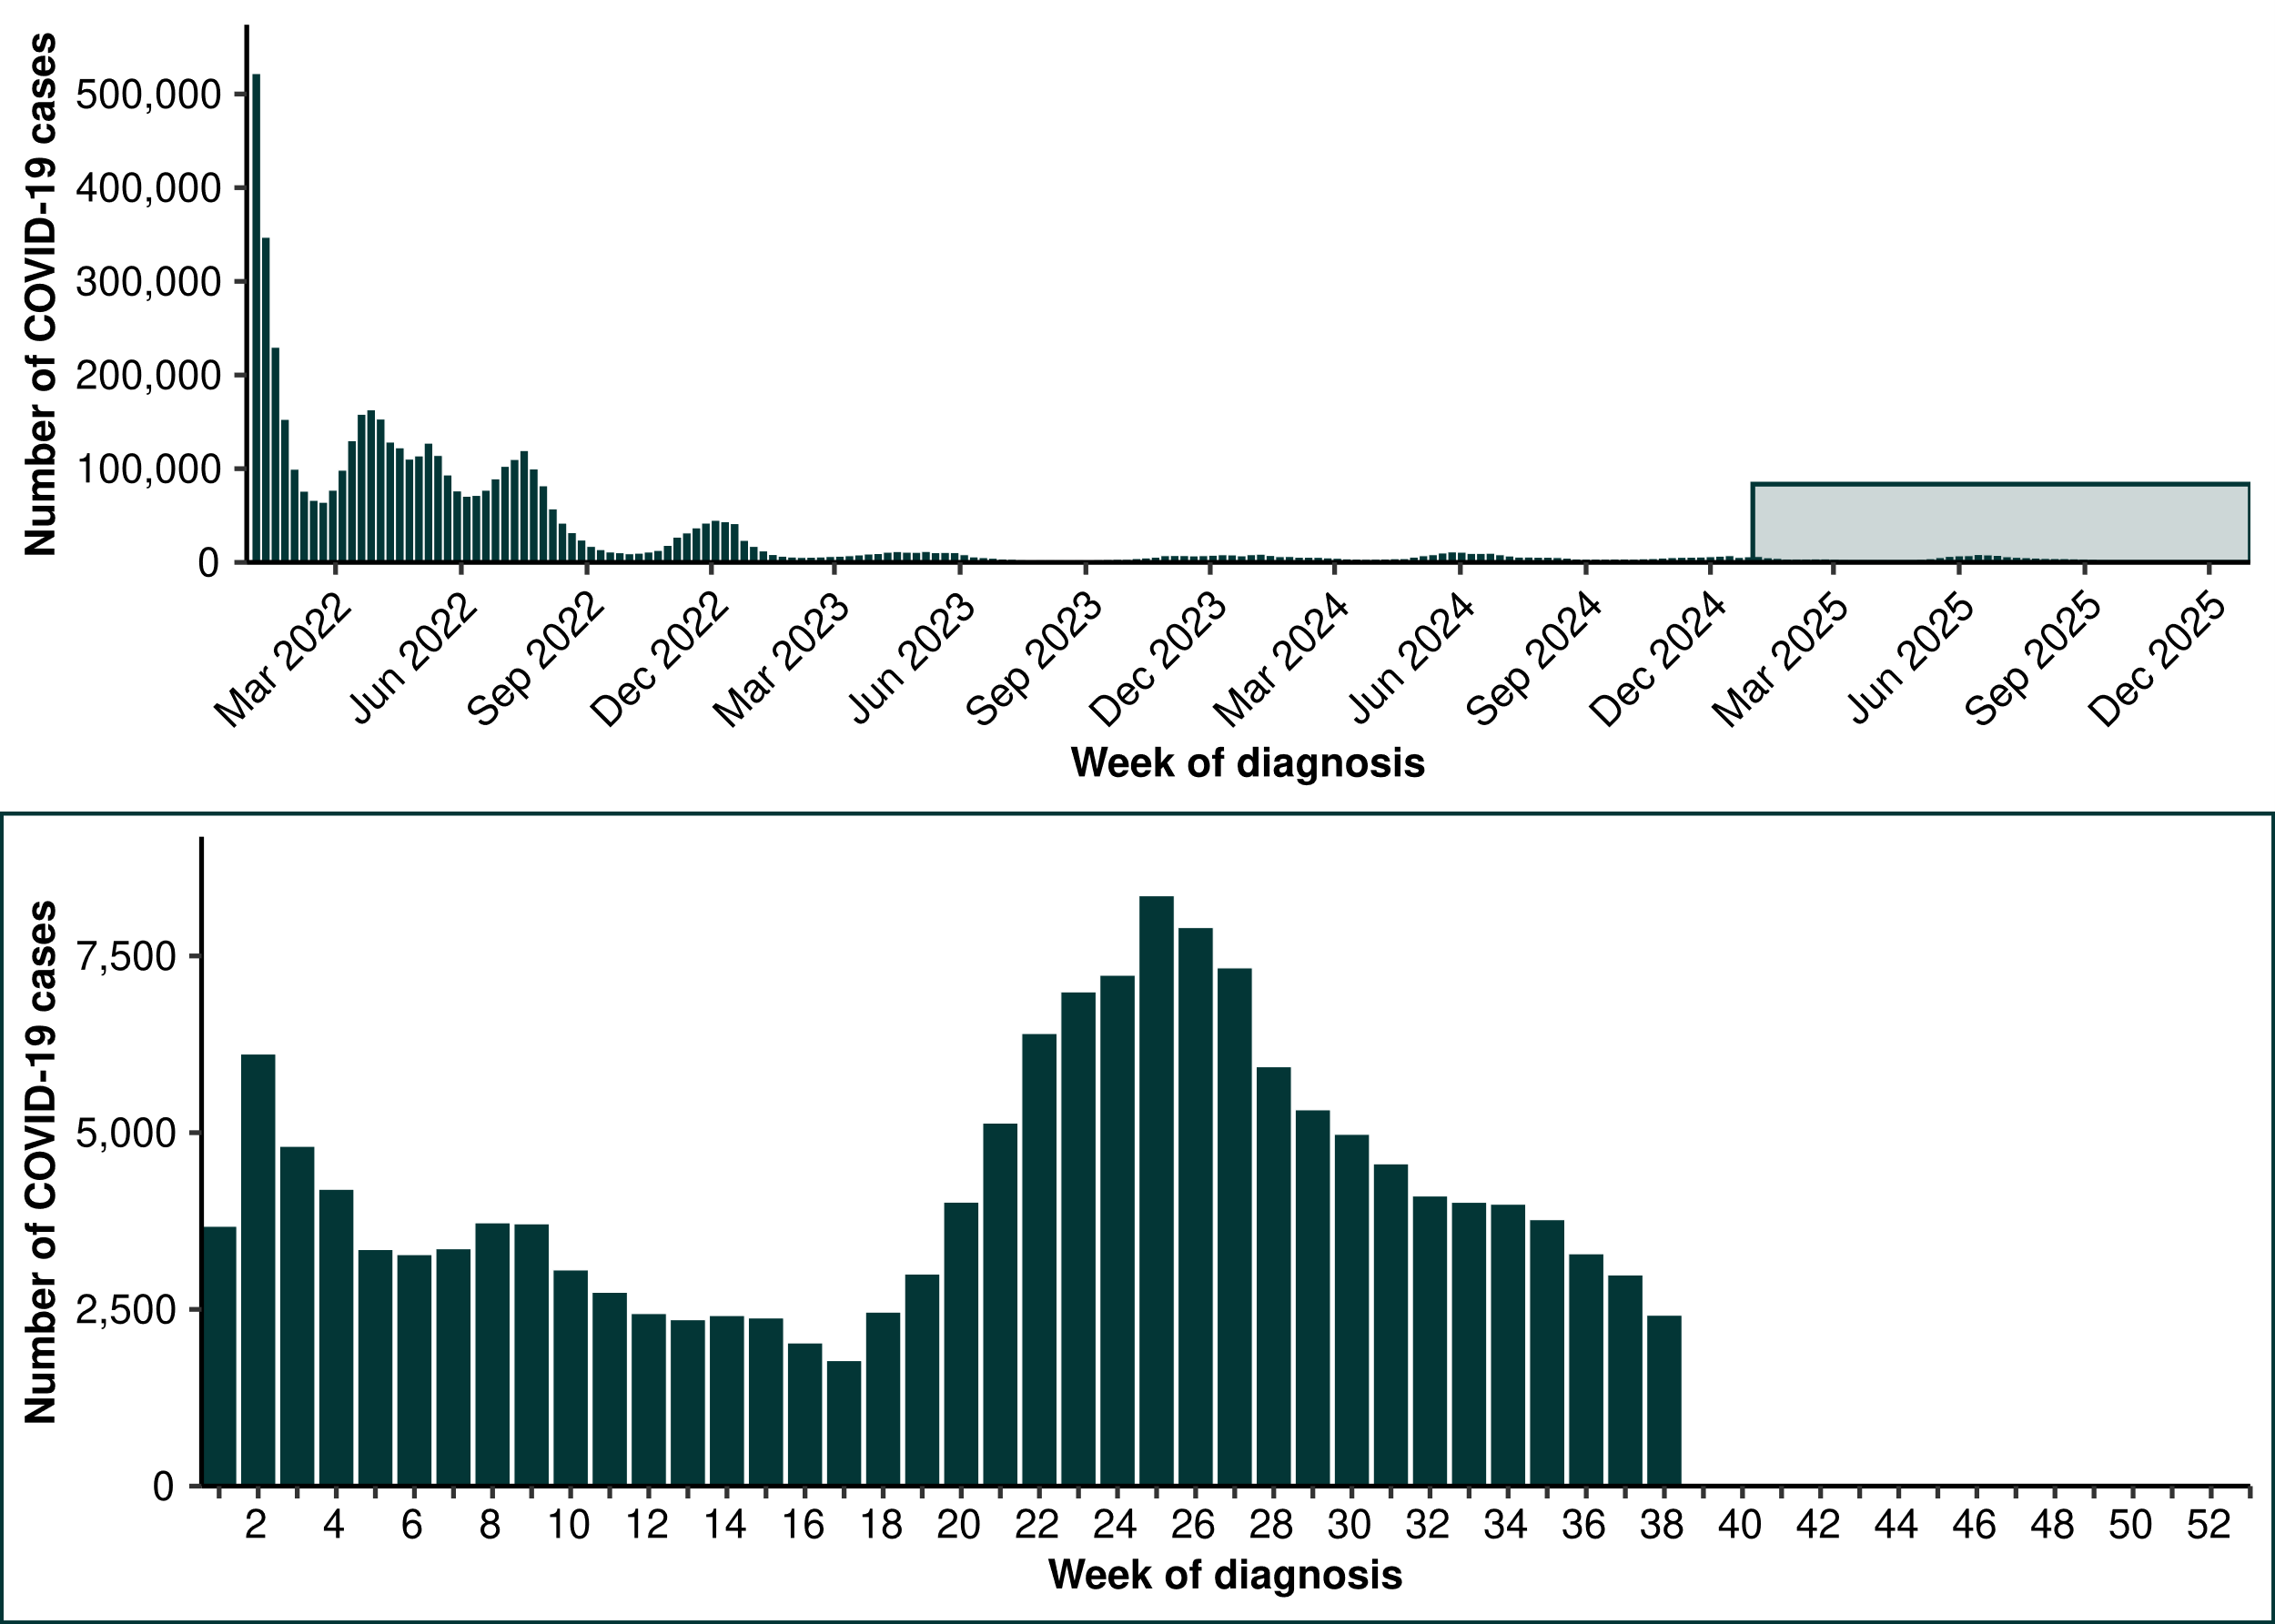 Number of COVID-19 cases
500,000
400,000
300,000
200,000
100,000
0
Mar 2022 Jun 2022 Sep 2022 Dec 2022 Mar 2023 Jun 2023 Sep 2023 Dec 2023 Mar 2024 Jun 2024 Sep 2024 Dec 2024 Mar 2025 Jun 2025 Sep 2025 Dec 2025
Week of diagnosis
Number of COVID-19 cases
7,500
5,000
2,500
0
2 4 6 8 10 12 14 16 18 20 22 24 26 28 30 32 34 36 38 40 42 44 46 48 50 52
Week of diagnosis